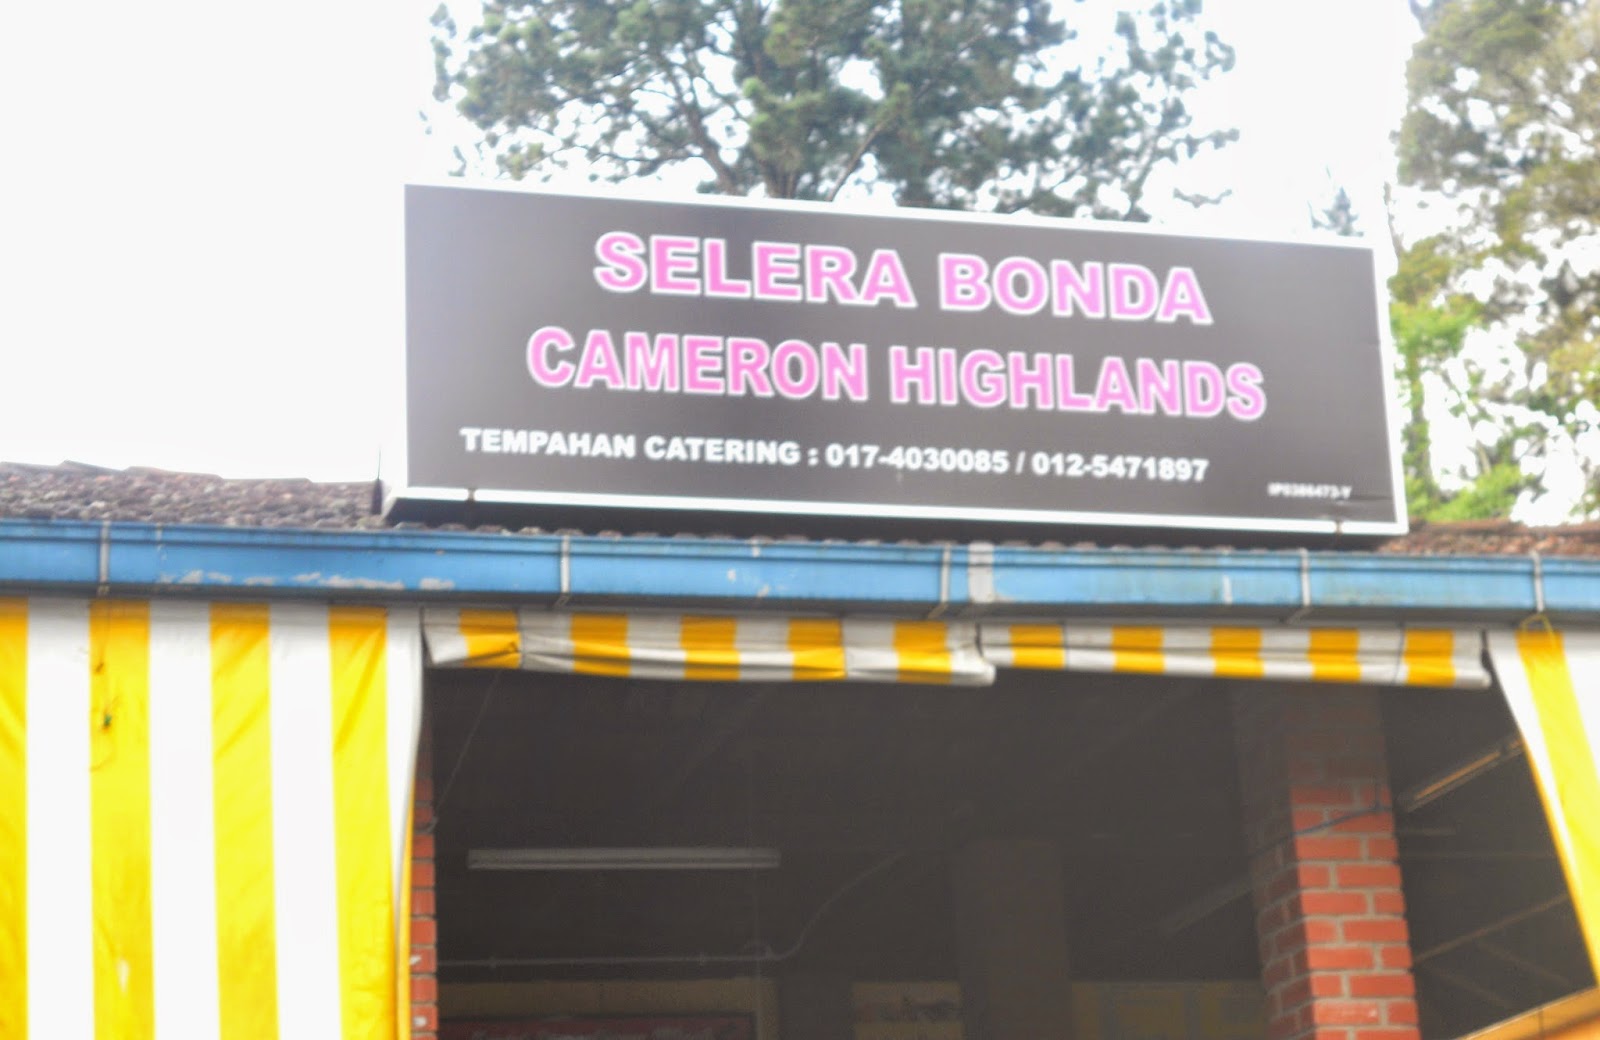 SELERA BONDA
CAMERON HIGHLANDS
TEMPAHAN CATERING : 017-4030085 / 012-5471897